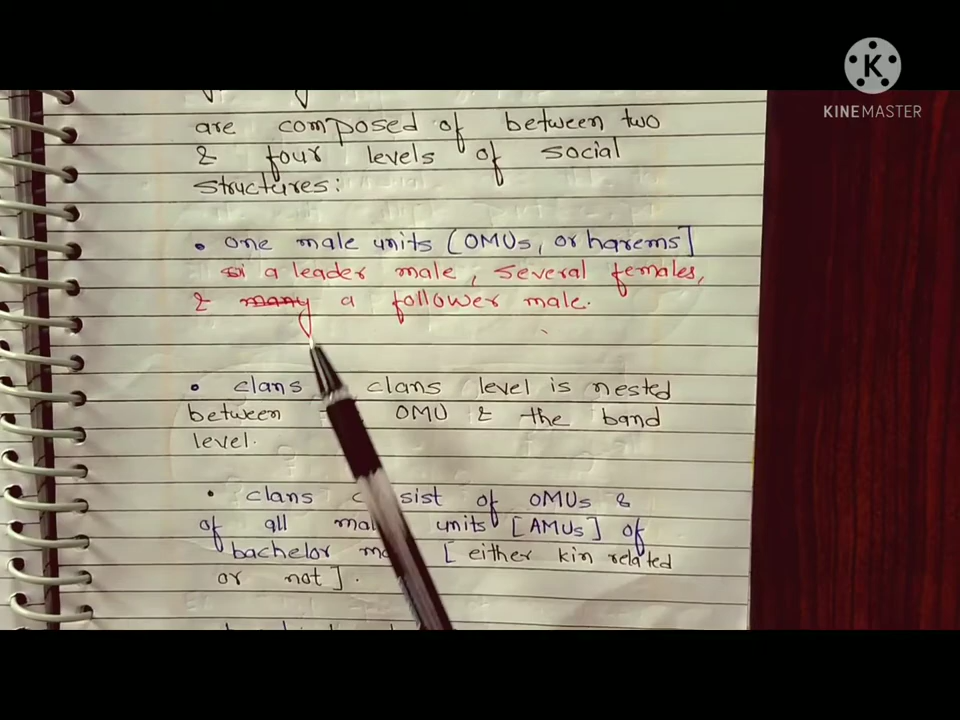 KINEMASTER
are composed of between two
& four levels of social
structures:
• one male units [OMUs, or harems]
a leader male, several females,
& many a follower male.
• clans clans level is nested
between OMU & the band
level.
• clans sist of OMUs &
of all units [AMUs] of
bachelor [either kin related
or not].